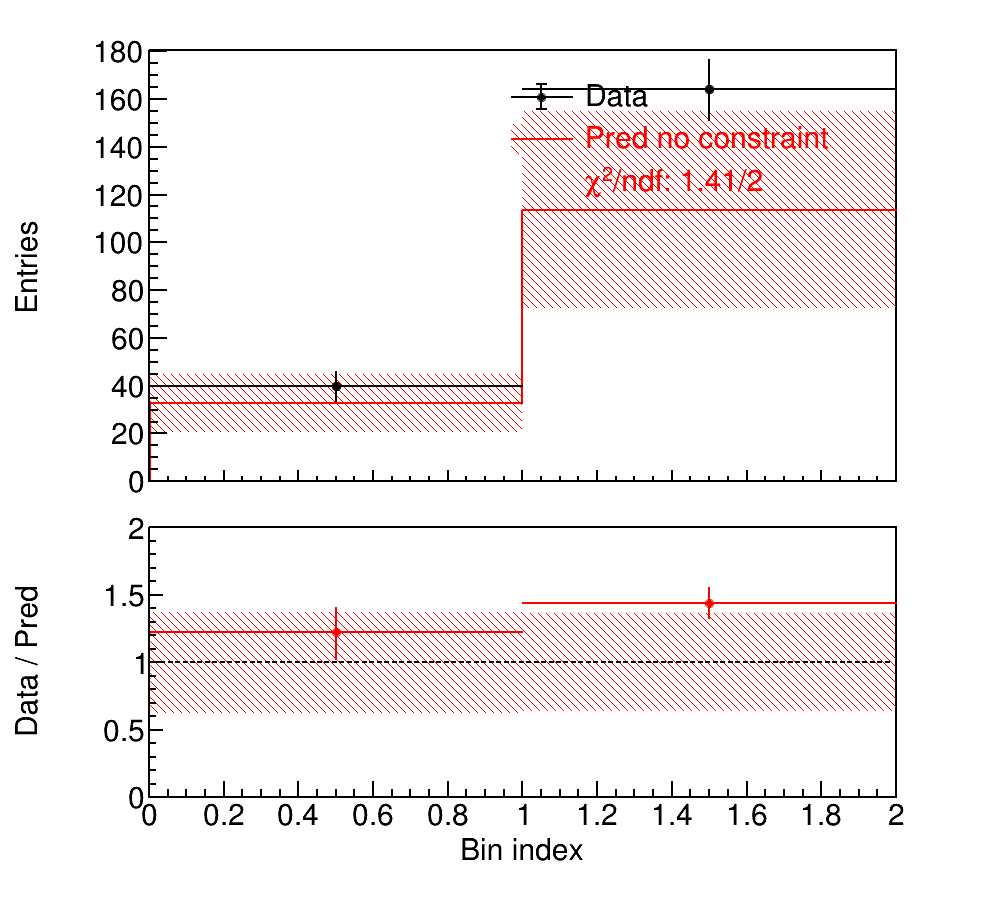 180
160
140
120
100
80
60
40
20
0
Entries
Data
Pred no constraint
χ²/ndf: 1.41/2
2
1.5
1
0.5
0
Data / Pred
0 0.2 0.4 0.6 0.8 1 1.2 1.4 1.6 1.8 2
Bin index